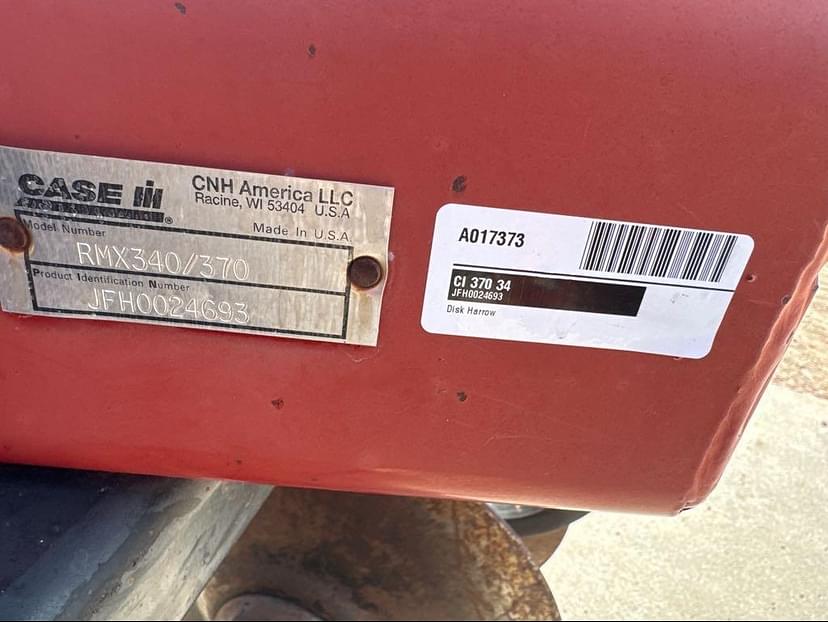 CASE IH
CNH America LLC
Racine, WI 53404 U.S.A
Made In U.S.A.
Model Number
RMX340/370
Product Identification Number
JFH0024693
A017373
CI 370 34
JFH0024693
Disk Harrow